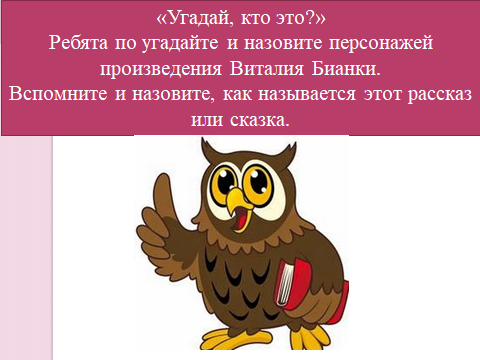 «Угадай, кто это?»
Ребята по угадайте и назовите персонажей
произведения Виталия Бианки.
Вспомните и назовите, как называется этот рассказ
или сказка.